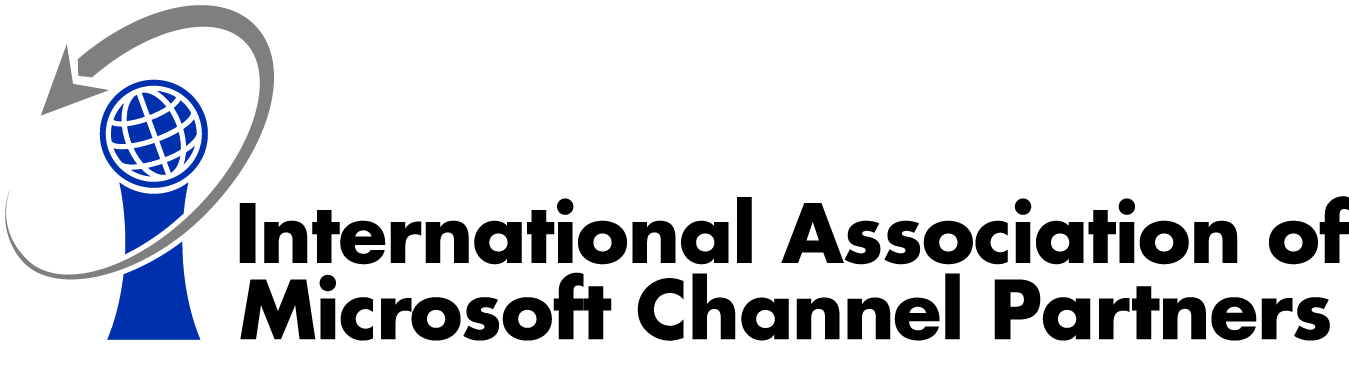 International Association of
Microsoft Channel Partners